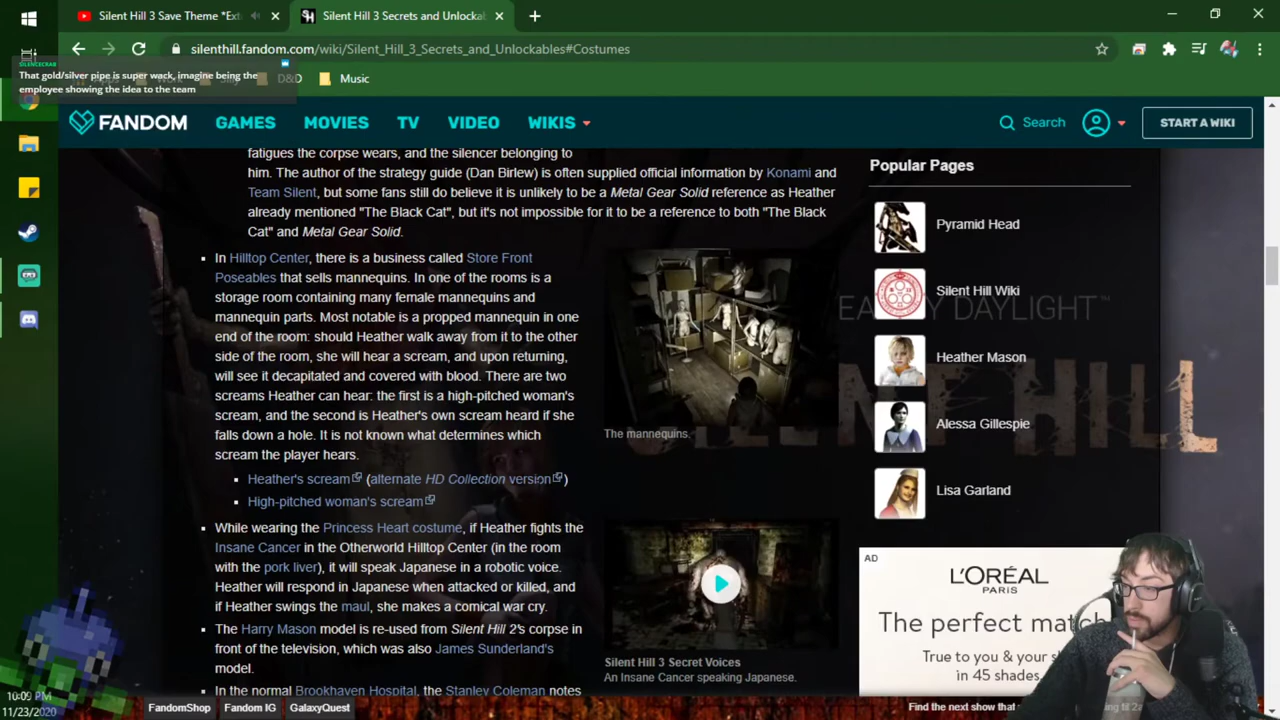 Silent Hill 3 Save Theme *Ext
Silent Hill 3 Secrets and Unlockab
silenthill.fandom.com/wiki/Silent_Hill_3_Secrets_and_Unlockables#Costumes
SILENCECRAB
That gold/silver pipe is super wack, imagine being the
employee showing the idea to the team
D&D
Music
FANDOM
GAMES
MOVIES
TV
VIDEO
WIKIS
Search
START A WIKI
fatigues the corpse wears, and the silencer belonging to
him. The author of the strategy guide (Dan Birlew) is often supplied official information by Konami and
Team Silent, but some fans still do believe it is unlikely to be a Metal Gear Solid reference as Heather
already mentioned "The Black Cat", but it's not impossible for it to be a reference to both "The Black
Cat" and Metal Gear Solid.
In Hilltop Center, there is a business called Store Front
Poseables that sells mannequins. In one of the rooms is a
storage room containing many female mannequins and
mannequin parts. Most notable is a propped mannequin in one
end of the room: should Heather walk away from it to the other
side of the room, she will hear a scream, and upon returning,
will see it decapitated and covered with blood. There are two
screams Heather can hear: the first is a high-pitched woman's
scream, and the second is Heather's own scream heard if she
falls down a hole. It is not known what determines which
scream the player hears.
Heather's scream (alternate HD Collection version)
High-pitched woman's scream
While wearing the Princess Heart costume, if Heather fights the
Insane Cancer in the Otherworld Hilltop Center (in the room
with the pork liver), it will speak Japanese in a robotic voice.
Heather will respond in Japanese when attacked or killed, and
if Heather swings the maul, she makes a comical war cry.
The Harry Mason model is re-used from Silent Hill 2's corpse in
front of the television, which was also James Sunderland's
model.
In the normal Brookhaven Hospital, the Stanley Coleman notes
The mannequins.
Silent Hill 3 Secret Voices
An Insane Cancer speaking Japanese.
Popular Pages
Pyramid Head
Silent Hill Wiki
Heather Mason
Alessa Gillespie
Lisa Garland
DAYLIGHT™
HILL
AD
L'ORÉAL
PARIS
The perfect match
True to you & your
in 45 shades.
10:09 PM
11/23/2020
FandomShop
Fandom IG
GalaxyQuest
Find the next show that